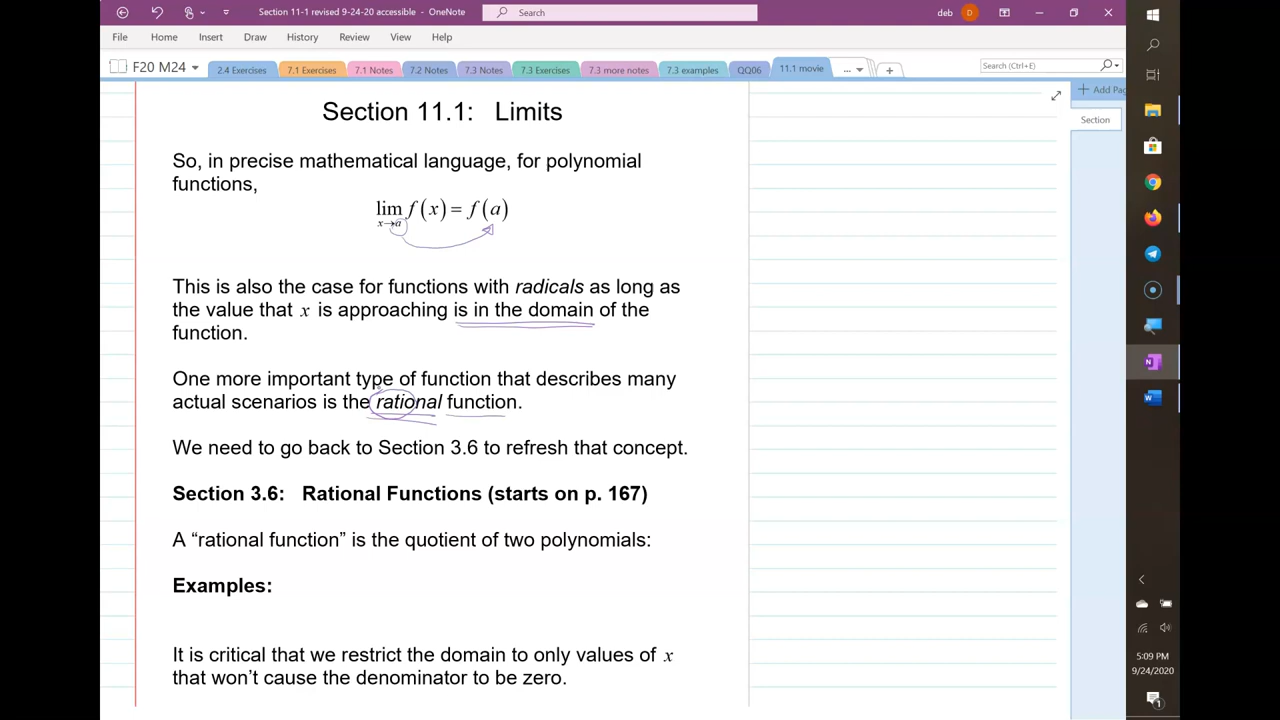 Section 11-1 revised 9-24-20 accessible - OneNote
Search
deb
D
File Home Insert Draw History Review View Help
F20 M24
2.4 Exercises 7.1 Exercises 7.1 Notes 7.2 Notes 7.3 Notes 7.3 Exercises 7.3 more notes 7.3 examples QQ06 11.1 movie ... +
Search (Ctrl+E)
+ Add Pag
Section
Section 11.1: Limits
So, in precise mathematical language, for polynomial
functions,
lim f(x) = f(a)
x→a
This is also the case for functions with radicals as long as
the value that x is approaching is in the domain of the
function.
One more important type of function that describes many
actual scenarios is the rational function.
We need to go back to Section 3.6 to refresh that concept.
Section 3.6: Rational Functions (starts on p. 167)
A “rational function” is the quotient of two polynomials:
Examples:
It is critical that we restrict the domain to only values of x
that won’t cause the denominator to be zero.
5:09 PM
9/24/2020
1